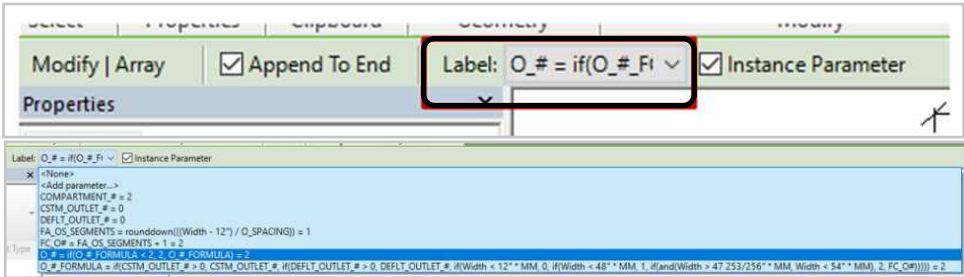 Select Properties Clipboard Geometry Modify
Modify | Array Append To End Label: O_# = if(O_#_F Instance Parameter
Properties
Label: O_# = if(O_#_F Instance Parameter
<None>
<Add parameter...>
COMPARTMENT_# = 2
CSTM_OUTLET_# = 0
DEFLT_OUTLET_# = 0
FA_OS_SEGMENTS = rounddown(((Width - 12") / O_SPACING)) = 1
Type
FC_O# = FA_OS_SEGMENTS + 1 = 2
O_# = if(O_#_FORMULA < 2, 2, O_#_FORMULA) = 2
O_#_FORMULA = if(CSTM_OUTLET_# > 0, CSTM_OUTLET_#, if(DEFLT_OUTLET_# > 0, DEFLT_OUTLET_#, if(Width < 12" * MM, 0, if(Width < 48" * MM, 1, if(and(Width > 47 253/256" * MM, Width < 54" * MM), 2, FC_O#))))) = 2